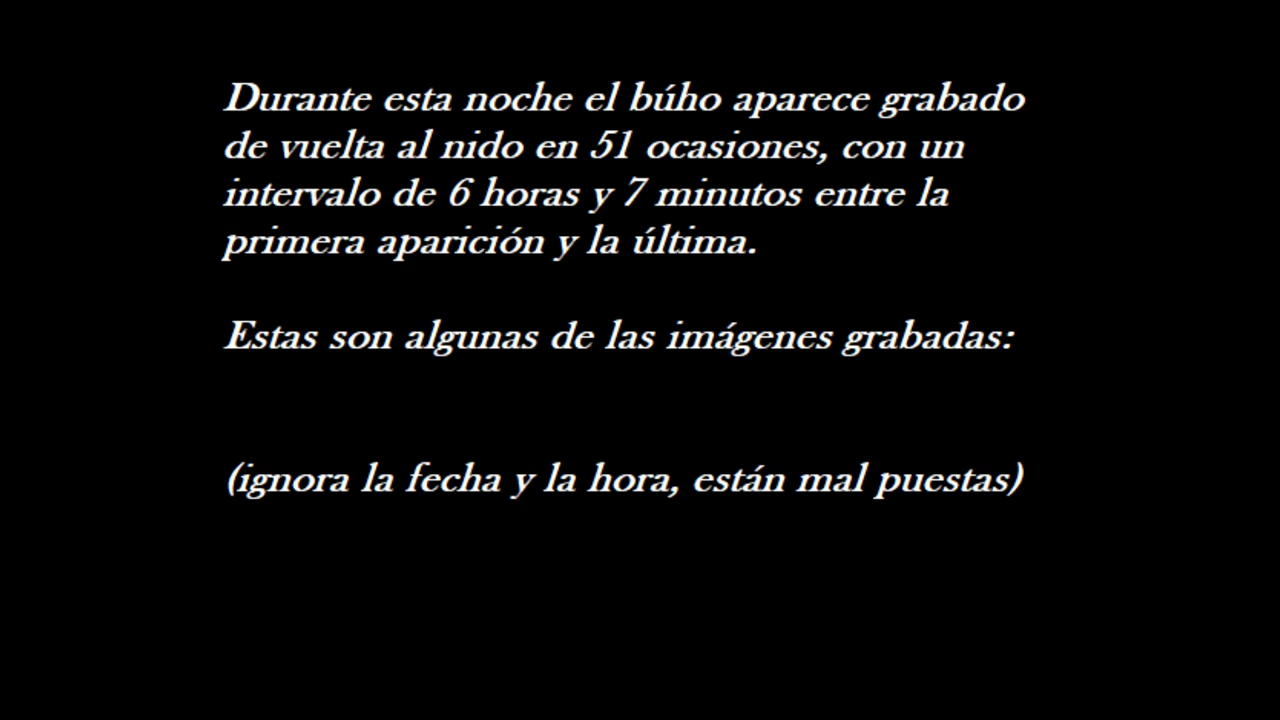 Durante esta noche el búho aparece grabado
de vuelta al nido en 51 ocasiones, con un
intervalo de 6 horas y 7 minutos entre la
primera aparición y la última.
Estas son algunas de las imágenes grabadas:
(ignora la fecha y la hora, están mal puestas)